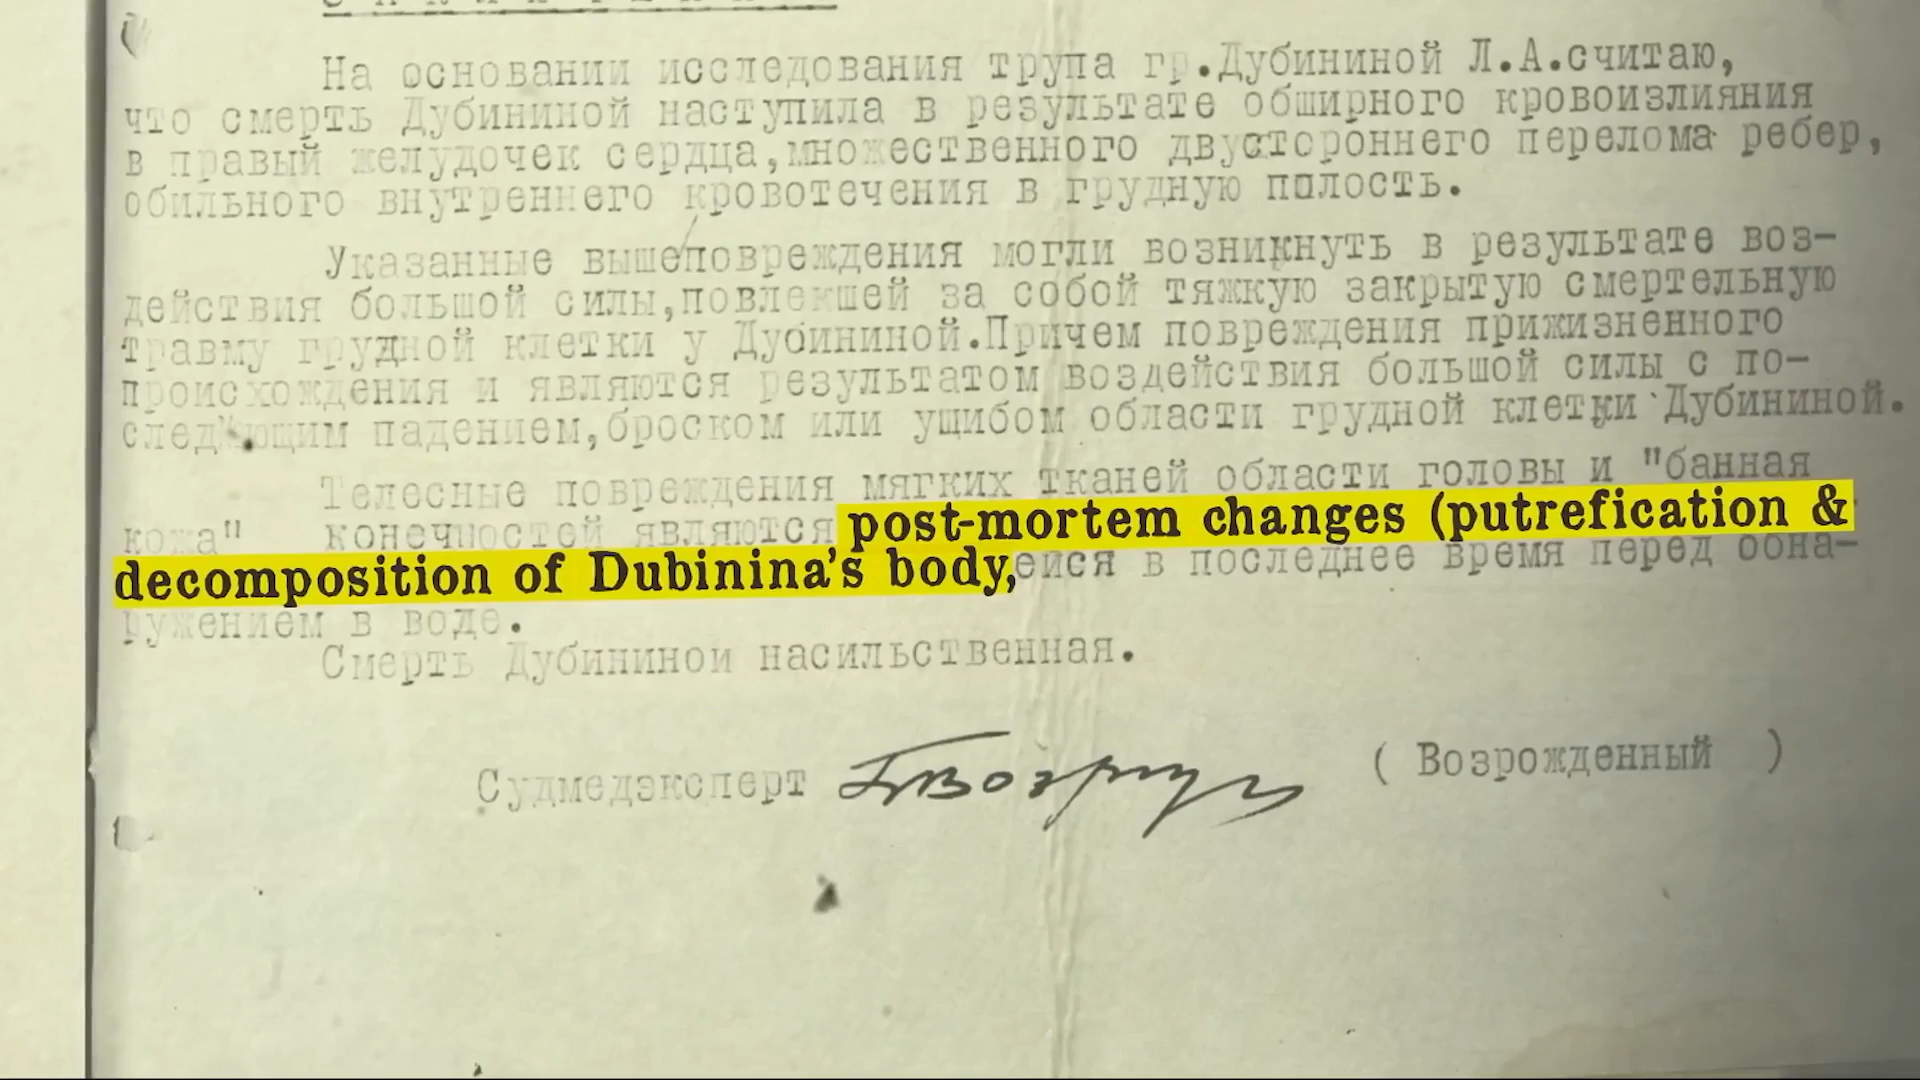 На основании исследования трупа гр.Дубининой Л.А.считаю,
что смерть Дубининой наступила в результате обширного кровоизлияния
в правый желудочек сердца,множественного двустороннего перелома ребер,
обильного внутреннего кровотечения в грудную полость.
Указанные вышеповреждения могли возникнуть в результате воз-
действия большой силы,повлекшей за собой тяжкую закрытую смертельную
травму грудной клетки у Дубининой.Причем повреждения прижизненного
происхождения и являются результатом воздействия большой силы с по-
следующим падением,броском или ушибом области грудной клетки Дубининой.
Телесные повреждения мягких тканей области головы и "банная
кожа" конечностей являются post-mortem changes (putrefication &
decomposition of Dubinina's body,ейся в последнее время перед обна-
ружением в воде.
Смерть Дубининои насильственная.
Судмедэксперт ( Возрожденный )